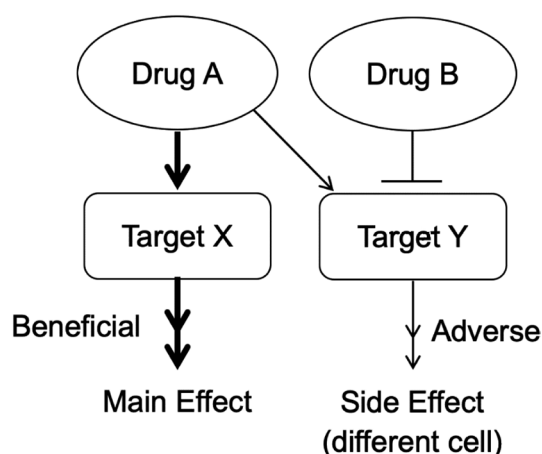 Drug A
Drug B
Target X
Target Y
Beneficial
Adverse
Main Effect
Side Effect
(different cell)